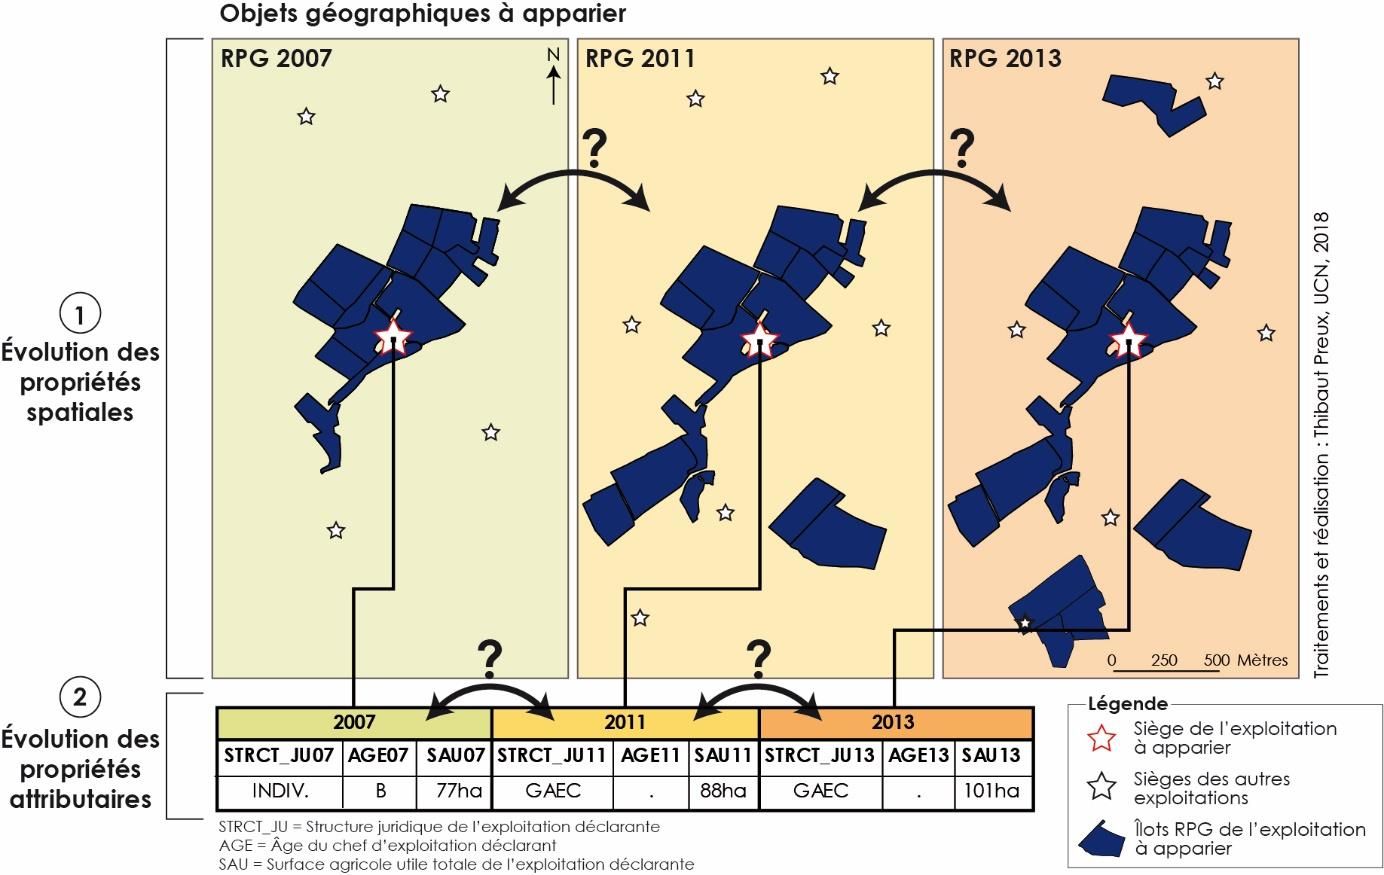 Objets géographiques à apparier
RPG 2007
N
RPG 2011
RPG 2013
?
?
1
Évolution des
propriétés
spatiales
0 250 500 Mètres
Traitements et réalisation : Thibaut Preux, UCN, 2018
?
?
2
Évolution des
propriétés
attributaires
2007 2011 2013
STRCT_JU07 AGE07 SAU07 STRCT_JU11 AGE11 SAU11 STRCT_JU13 AGE13 SAU13
INDIV. B 77ha GAEC . 88ha GAEC . 101ha
STRCT_JU = Structure juridique de l'exploitation déclarante
AGE = Âge du chef d'exploitation déclarant
SAU = Surface agricole utile totale de l'exploitation déclarante
Légende
Siège de l'exploitation
à apparier
Sièges des autres
exploitations
Îlots RPG de l'exploitation
à apparier